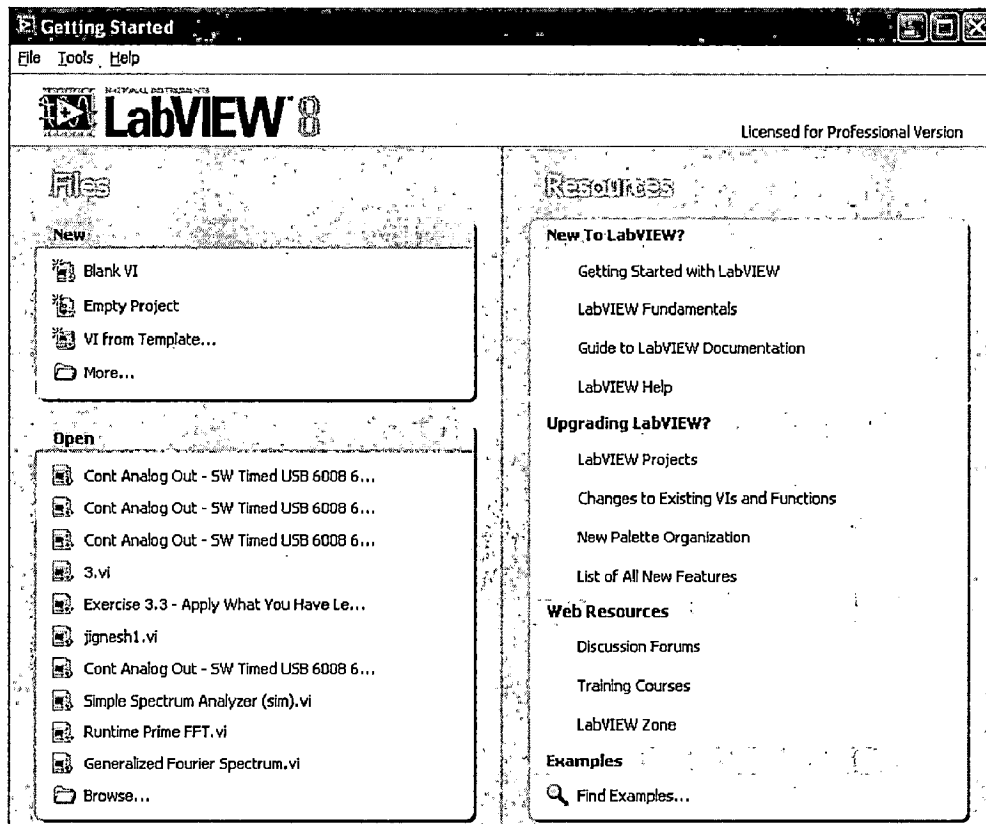 Getting Started
File Tools Help
NATIONAL INSTRUMENTS
LabVIEW 8
Licensed for Professional Version
Files
New
Blank VI
Empty Project
VI from Template...
More...
Open
Cont Analog Out - SW Timed USB 6008 6...
Cont Analog Out - SW Timed USB 6008 6...
Cont Analog Out - SW Timed USB 6008 6...
3.vi
Exercise 3.3 - Apply What You Have Le...
jignesh1.vi
Cont Analog Out - SW Timed USB 6008 6...
Simple Spectrum Analyzer (sim).vi
Runtime Prime FFT.vi
Generalized Fourier Spectrum.vi
Browse...
Resources
New To LabVIEW?
Getting Started with LabVIEW
LabVIEW Fundamentals
Guide to LabVIEW Documentation
LabVIEW Help
Upgrading LabVIEW?
LabVIEW Projects
Changes to Existing VIs and Functions
New Palette Organization
List of All New Features
Web Resources
Discussion Forums
Training Courses
LabVIEW Zone
Examples
Find Examples...